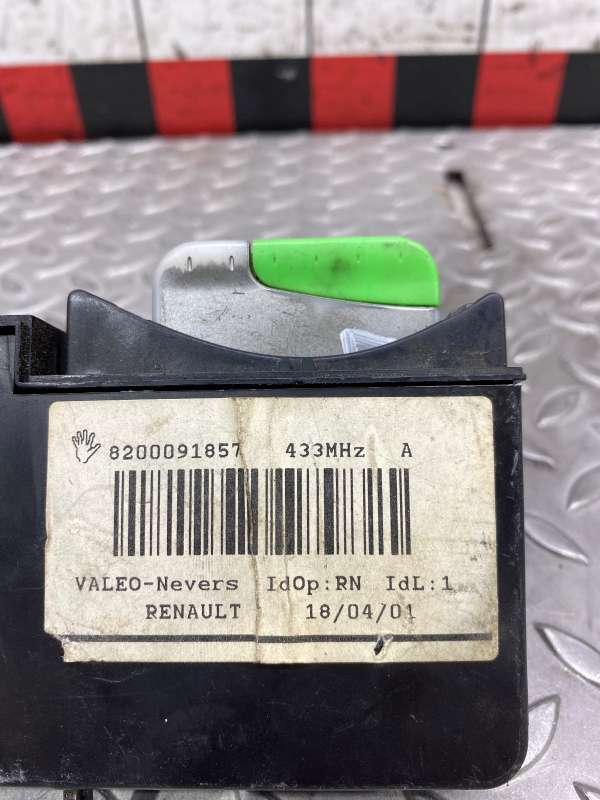 8200091857 433MHz A
VALEO-Nevers IdOp:RN IdL:1
RENAULT 18/04/01